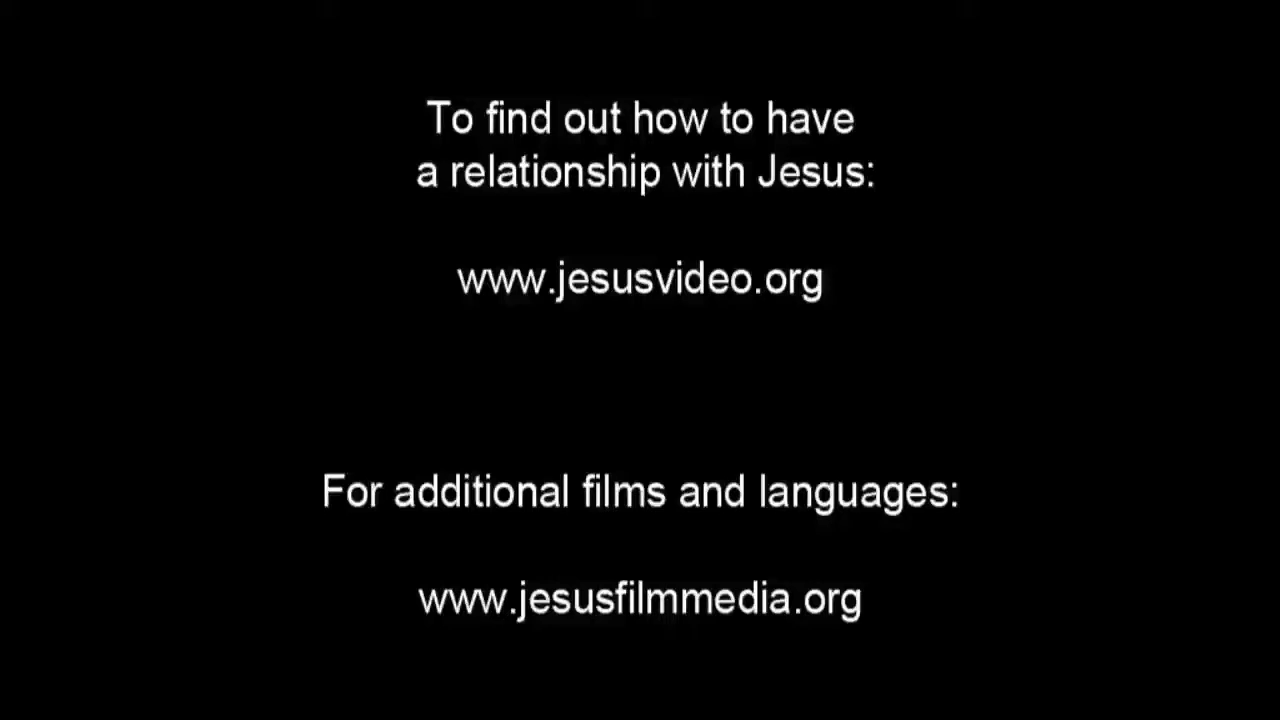 To find out how to have
a relationship with Jesus:
www.jesusvideo.org
For additional films and languages:
www.jesusfilmmedia.org